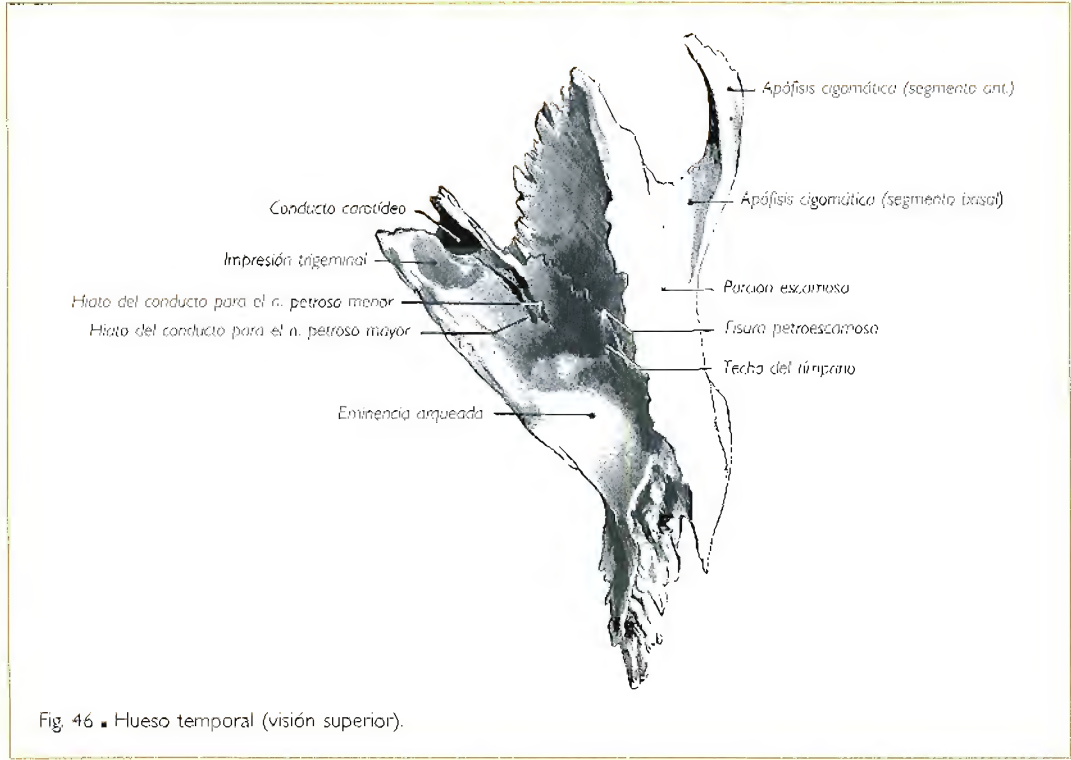 Apófisis cigomática (segmento ant.)
Conducto carotídeo
Apófisis cigomática (segmento basal)
Impresión trigeminal
Hiato del conducto para el n. petroso menor
Porción escamosa
Hiato del conducto para el n. petroso mayor
Fisura petroescamosa
Techo del tímpano
Eminencia arqueada
Fig. 46 ▪ Hueso temporal (visión superior).